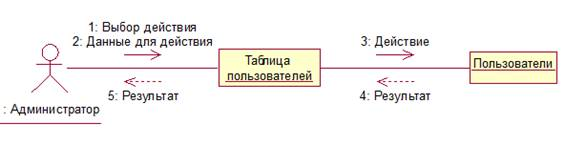 1: Выбор действия
2: Данные для действия
3: Действие
Таблица
пользователей
Пользователи
5: Результат
4: Результат
: Администратор